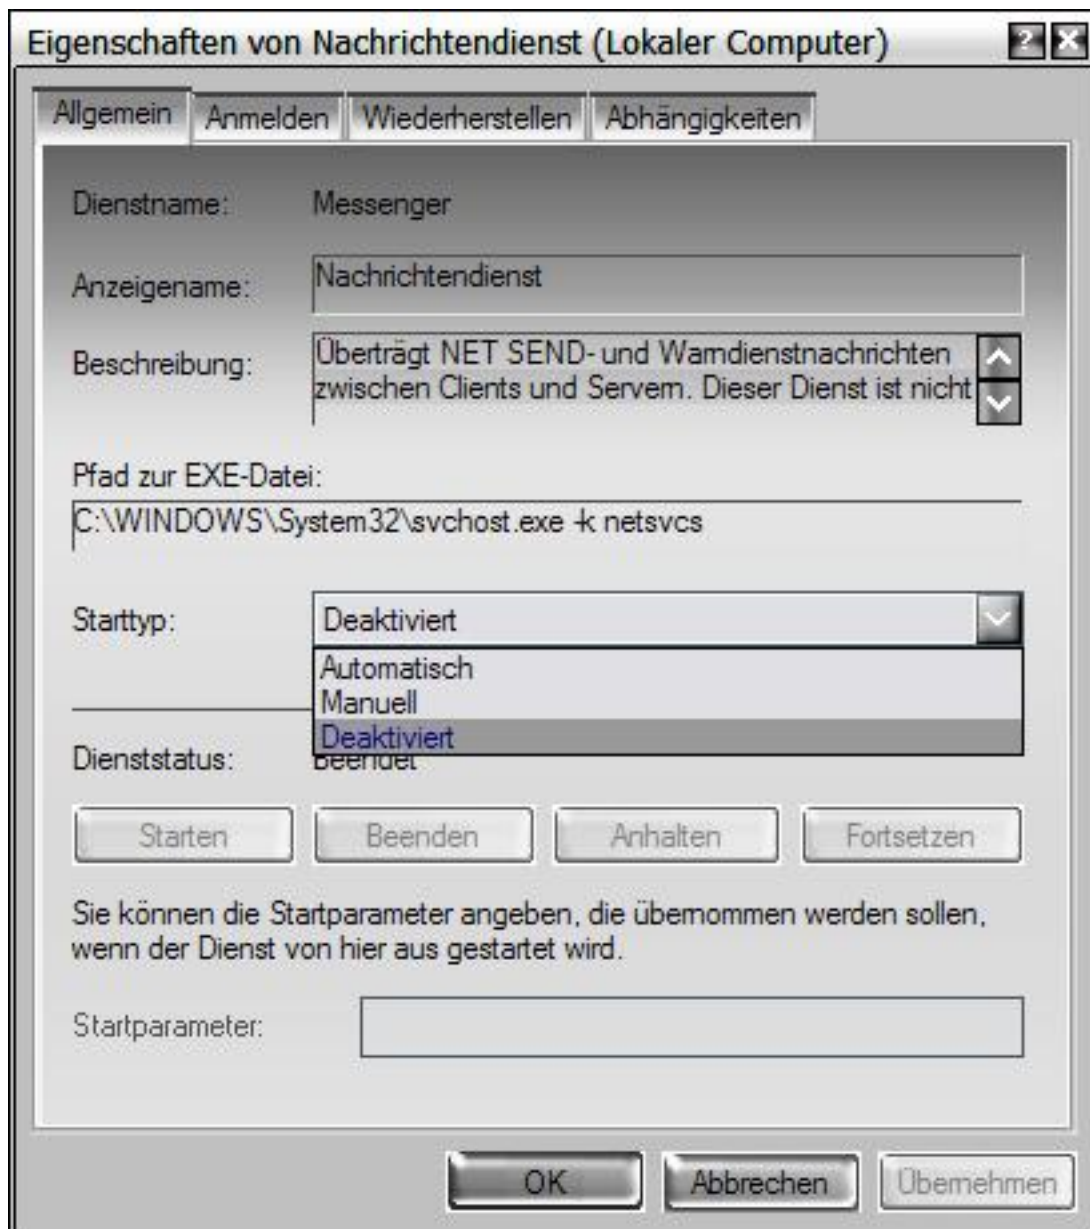 Eigenschaften von Nachrichtendienst (Lokaler Computer)
Allgemein Anmelden Wiederherstellen Abhängigkeiten
Dienstname: Messenger
Anzeigename: Nachrichtendienst
Beschreibung: Überträgt NET SEND- und Warndienstnachrichten
zwischen Clients und Servern. Dieser Dienst ist nicht
Pfad zur EXE-Datei:
C:\WINDOWS\System32\svchost.exe -k netsvcs
Starttyp: Deaktiviert
Automatisch
Manuell
Deaktiviert
Dienststatus: Beendet
Starten Beenden Anhalten Fortsetzen
Sie können die Startparameter angeben, die übernommen werden sollen,
wenn der Dienst von hier aus gestartet wird.
Startparameter:
OK Abbrechen Übernehmen